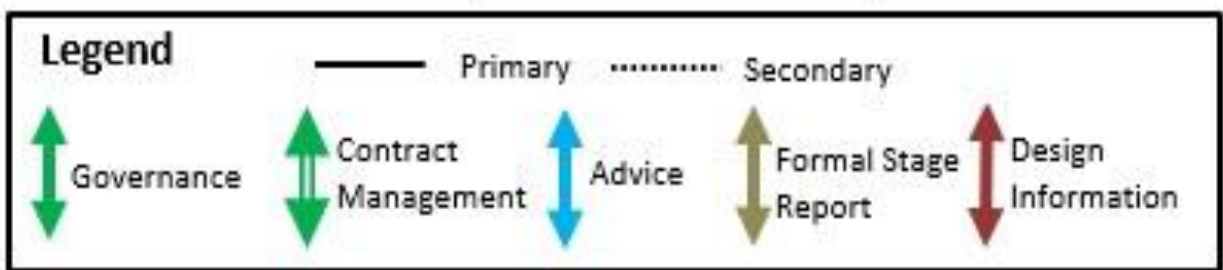 Legend
Primary
Secondary
Governance
Contract
Management
Advice
Formal Stage
Report
Design
Information